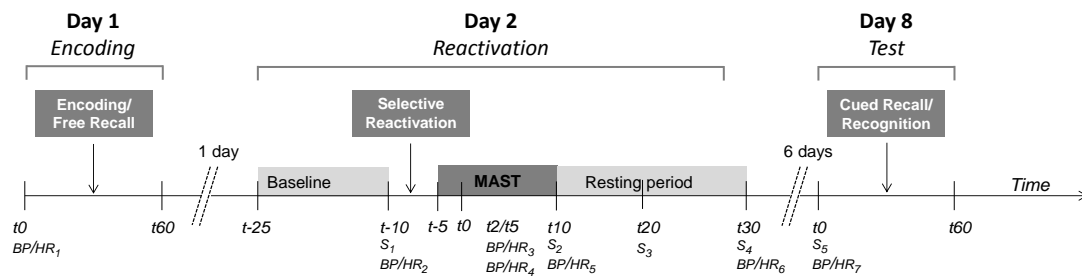 Day 1
Encoding
Day 2
Reactivation
Day 8
Test
Encoding/
Free Recall
Selective
Reactivation
Cued Recall/
Recognition
1 day
6 days
Baseline
MAST
Resting period
Time
t0
t60
t-25
t-10
t-5
t0
t2/t5
t10
t20
t30
t0
t60
BP/HR1
S1
BP/HR2
BP/HR3
BP/HR4
S2
BP/HR5
S3
S4
BP/HR6
S5
BP/HR7